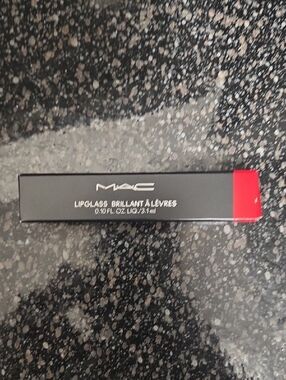 MAC
LIPGLASS BRILLANT À LÈVRES
0.10 FL. OZ. LIQ./3.1 ml